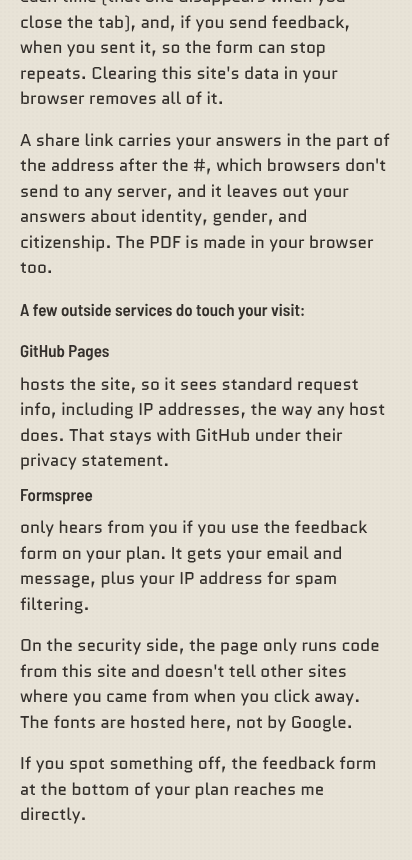 each time (that one disappears when you
close the tab), and, if you send feedback,
when you sent it, so the form can stop
repeats. Clearing this site's data in your
browser removes all of it.
A share link carries your answers in the part of
the address after the #, which browsers don't
send to any server, and it leaves out your
answers about identity, gender, and
citizenship. The PDF is made in your browser
too.
A few outside services do touch your visit:
GitHub Pages
hosts the site, so it sees standard request
info, including IP addresses, the way any host
does. That stays with GitHub under their
privacy statement.
Formspree
only hears from you if you use the feedback
form on your plan. It gets your email and
message, plus your IP address for spam
filtering.
On the security side, the page only runs code
from this site and doesn't tell other sites
where you came from when you click away.
The fonts are hosted here, not by Google.
If you spot something off, the feedback form
at the bottom of your plan reaches me
directly.